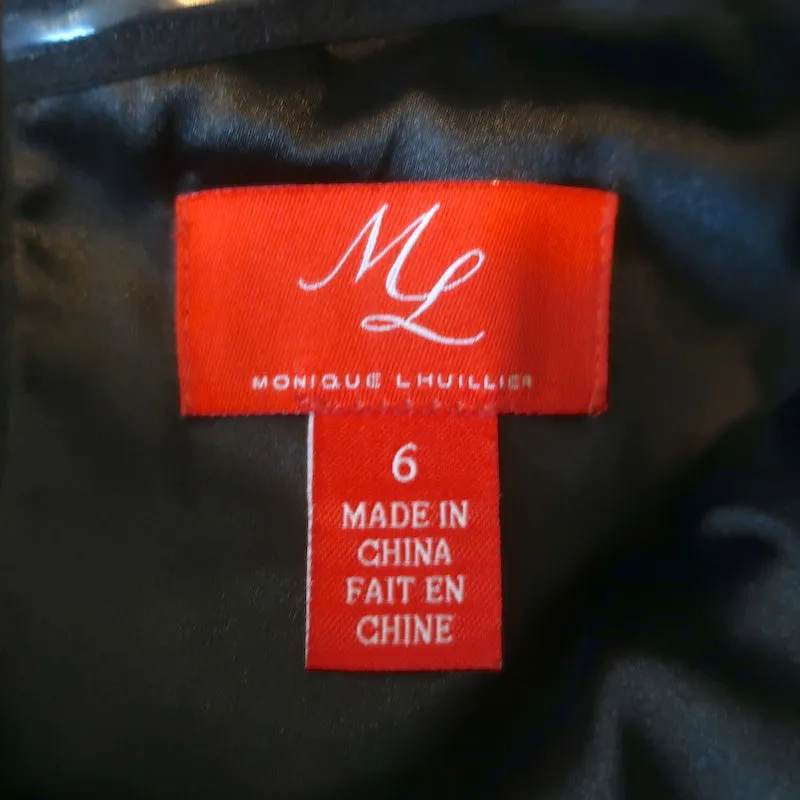 ML
MONIQUE LHUILLIER
6
MADE IN
CHINA
FAIT EN
CHINE